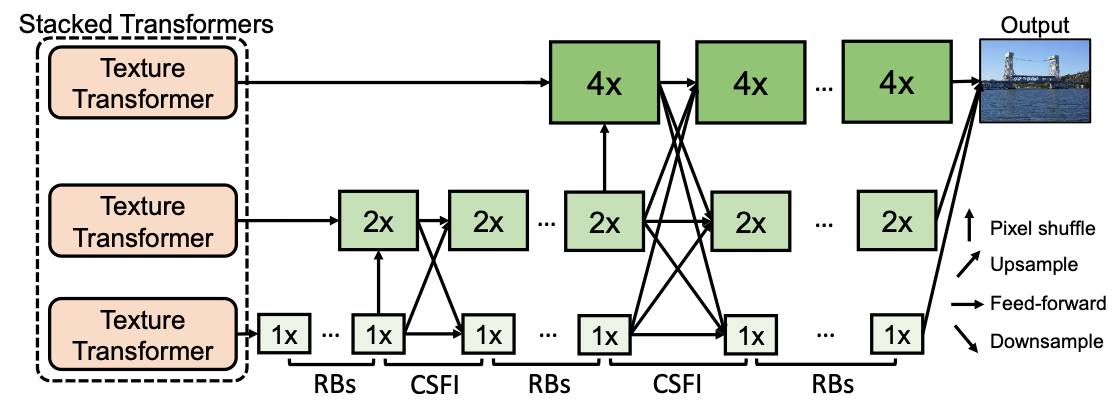 Stacked Transformers
Output
Texture
Transformer
4x
4x
...
4x
Texture
Transformer
2x
2x
...
2x
2x
...
2x
Pixel shuffle
Upsample
Feed-forward
Downsample
Texture
Transformer
1x
...
1x
1x
...
1x
1x
...
1x
RBs
CSFI
RBs
CSFI
RBs